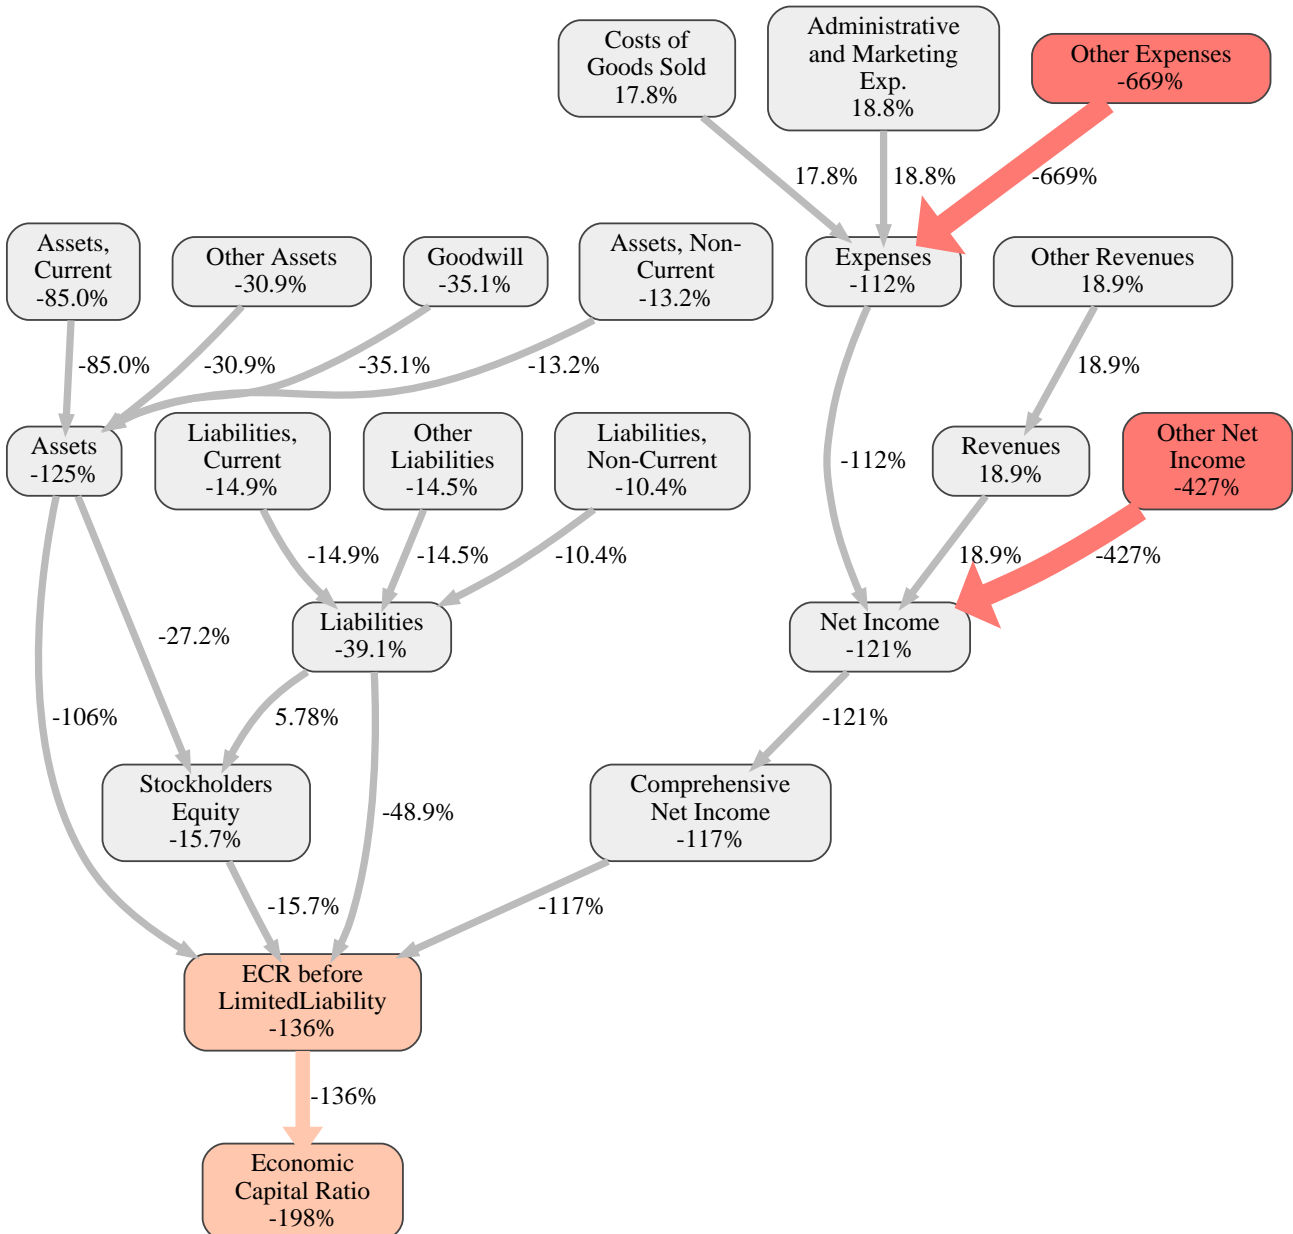 Costs of
Goods Sold
17.8%
Administrative
and Marketing
Exp.
18.8%
Other Expenses
-669%
17.8%
18.8%
-669%
Assets,
Current
-85.0%
Other Assets
-30.9%
Goodwill
-35.1%
Assets, Non-
Current
-13.2%
Expenses
-112%
Other Revenues
18.9%
-85.0%
-30.9%
-35.1%
-13.2%
18.9%
Assets
-125%
Liabilities,
Current
-14.9%
Other
Liabilities
-14.5%
Liabilities,
Non-Current
-10.4%
-112%
Revenues
18.9%
Other Net
Income
-427%
-14.9%
-14.5%
-10.4%
18.9%
-427%
-27.2%
Liabilities
-39.1%
Net Income
-121%
-106%
5.78%
-121%
Stockholders
Equity
-15.7%
-48.9%
Comprehensive
Net Income
-117%
-15.7%
-117%
ECR before
LimitedLiability
-136%
-136%
Economic
Capital Ratio
-198%